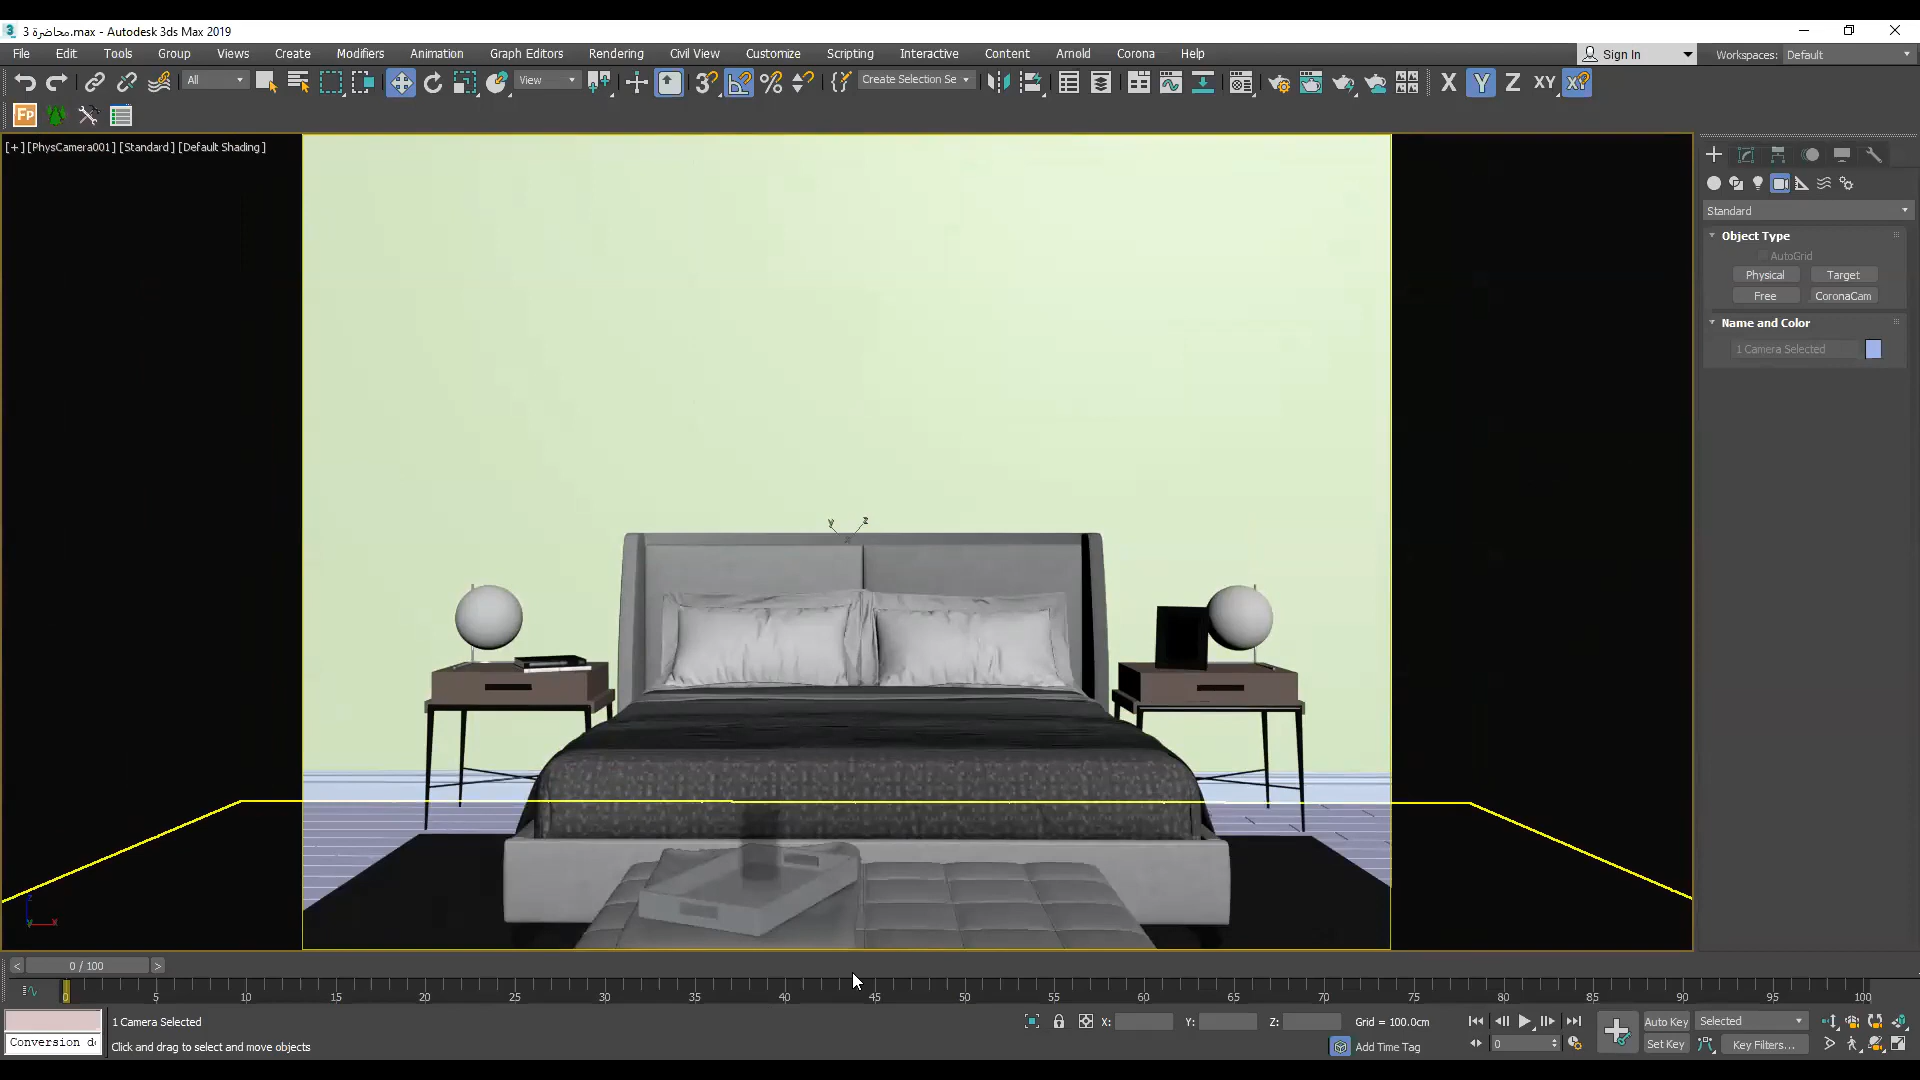 محاضرة 3.max - Autodesk 3ds Max 2019
File Edit Tools Group Views Create Modifiers Animation Graph Editors Rendering Civil View Customize Scripting Interactive Content Arnold Corona Help
Sign In Workspaces: Default
All View Create Selection Se X Y Z XY XY
Fp
[+] [PhysCamera001] [Standard] [Default Shading]
Standard
Object Type
AutoGrid
Physical Target
Free CoronaCam
Name and Color
1 Camera Selected
y z x
z
y x
< 0 / 100 >
0 5 10 15 20 25 30 35 40 45 50 55 60 65 70 75 80 85 90 95 100
1 Camera Selected X: Y: Z: Grid = 100.0cm Auto Key Selected
Conversion d
Click and drag to select and move objects Add Time Tag 0 Set Key Key Filters...